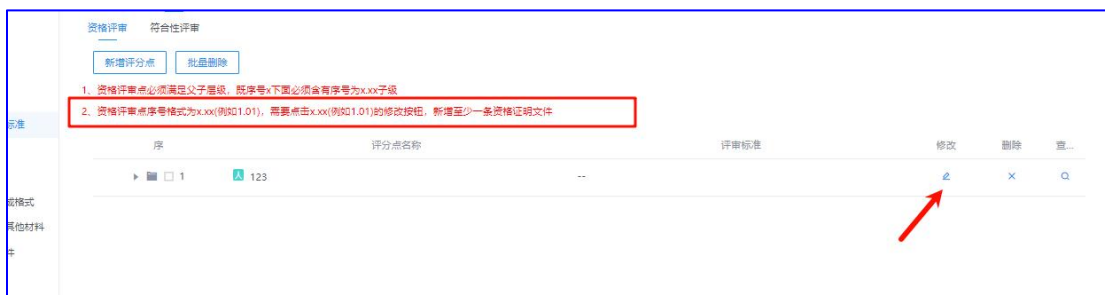 资格评审 符合性评审
新增评分点 批量删除
1、资格评审点必须满足父子层级，既序号x下面必须含有序号为x.xx子级
2、资格评审点序号格式为x.xx(例如1.01)，需要点击x.xx(例如1.01)的修改按钮，新增至少一条资格证明文件
标准
序 评分点名称 评审标准 修改 删除 查...
1 人 123 --
成格式
其他材料
件